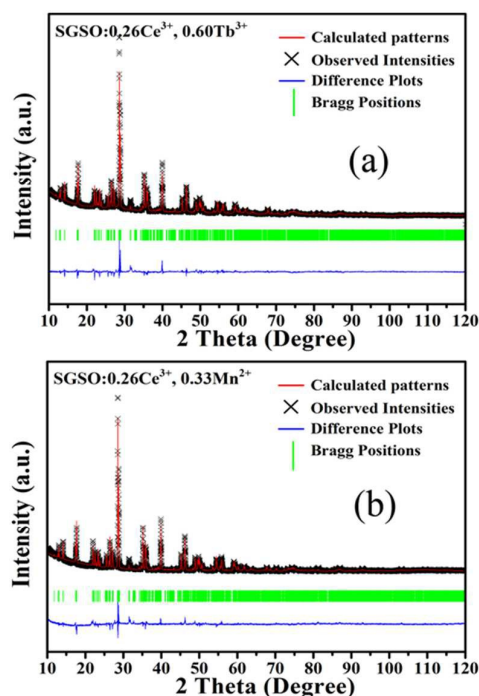 SGSO:0.26Ce³⁺, 0.60Tb³⁺
Calculated patterns
Observed Intensities
Difference Plots
Bragg Positions
(a)
Intensity (a.u.)
10 20 30 40 50 60 70 80 90 100 110 120
2 Theta (Degree)
SGSO:0.26Ce³⁺, 0.33Mn²⁺
Calculated patterns
Observed Intensities
Difference Plots
Bragg Positions
(b)
Intensity (a.u.)
10 20 30 40 50 60 70 80 90 100 110 120
2 Theta (Degree)